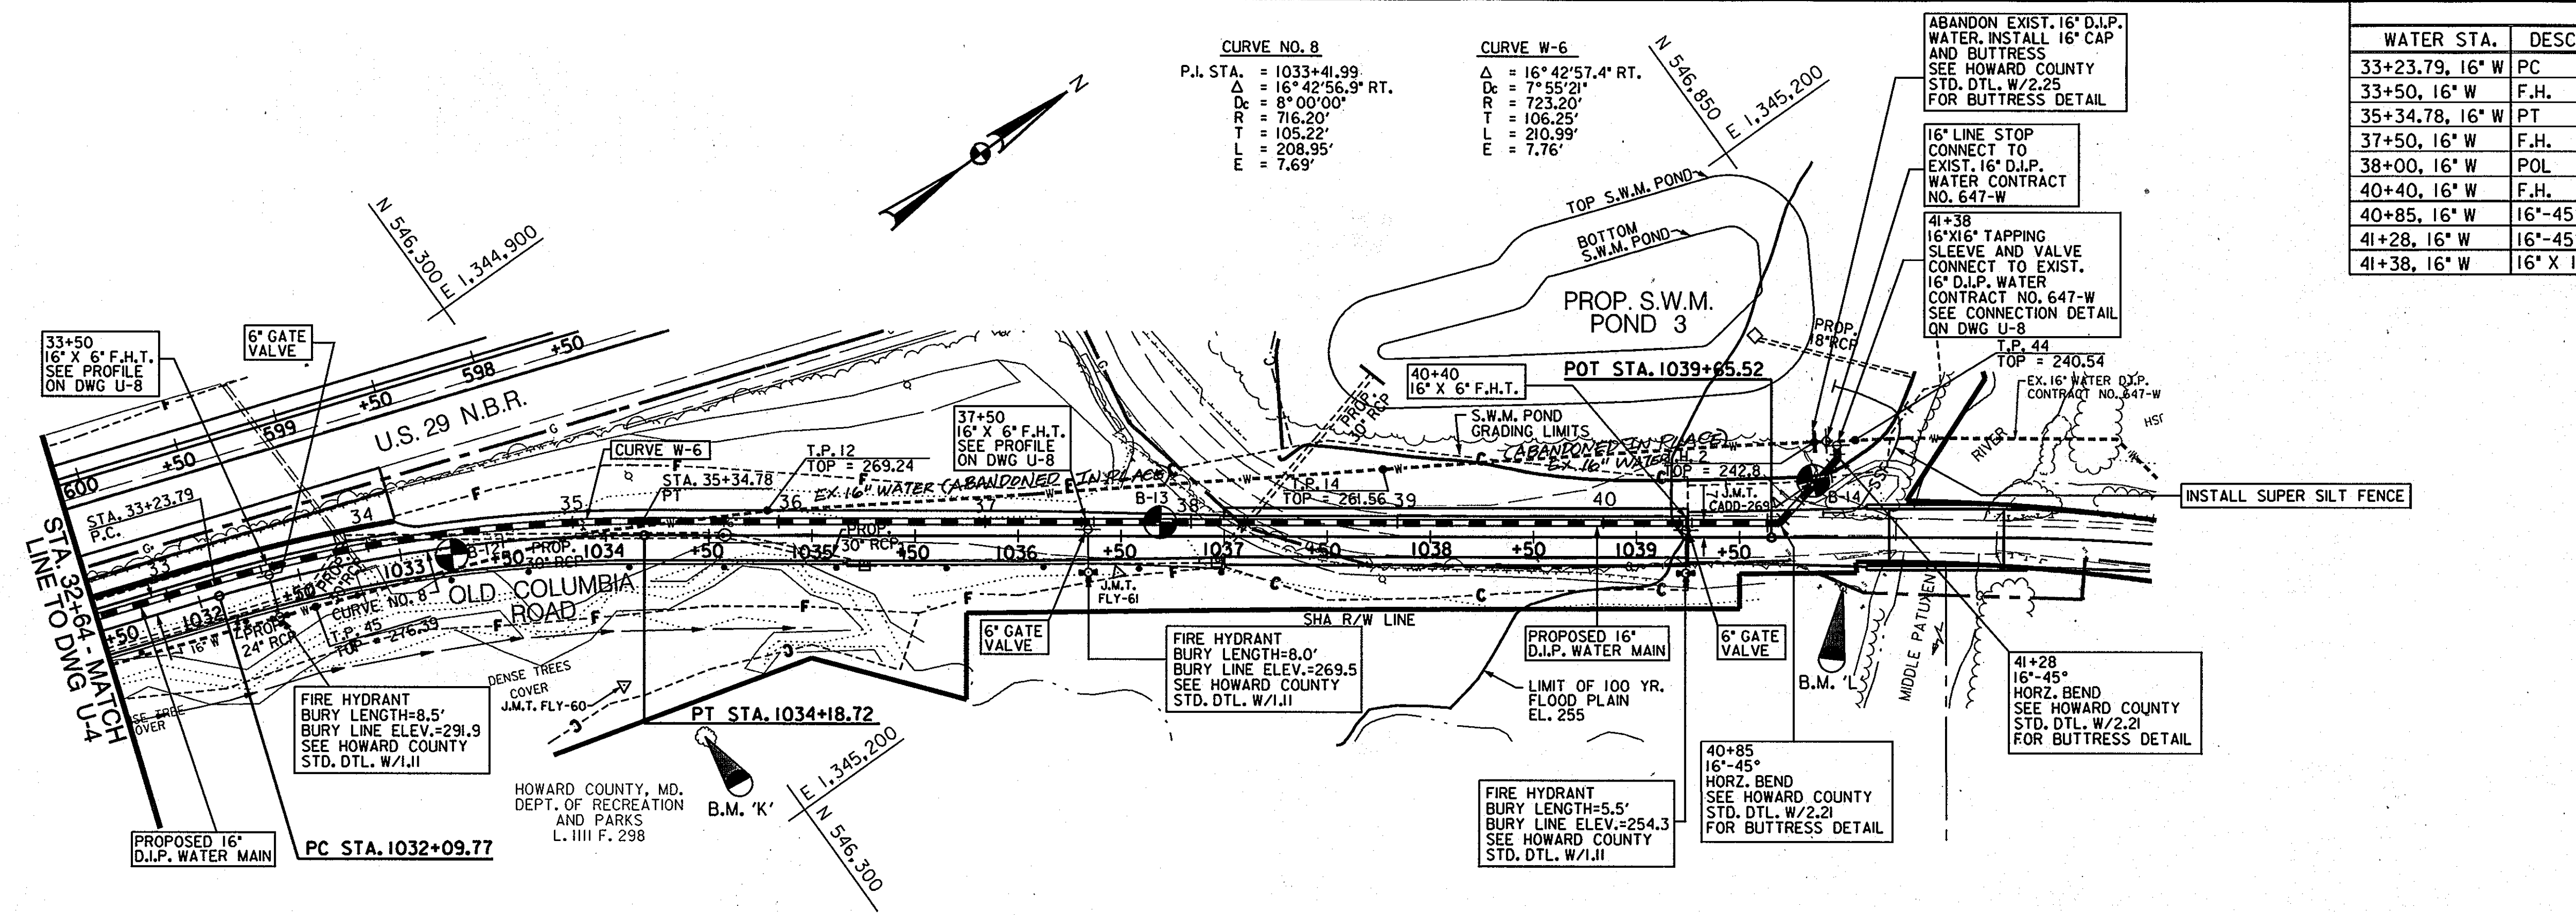 CURVE NO. 8
P.I. STA. = 1033+41.99
Δ = 16°42'56.9" RT.
Dc = 8°00'00"
R = 716.20'
T = 105.22'
L = 208.95'
E = 7.69'
CURVE W-6
Δ = 16°42'57.4" RT.
Dc = 7°55'21"
R = 723.20'
T = 106.25'
L = 210.99'
E = 7.76'
N
N 546,850
E 1,345,200
ABANDON EXIST. 16" D.I.P.
WATER. INSTALL 16" CAP
AND BUTTRESS
SEE HOWARD COUNTY
STD. DTL. W/2.25
FOR BUTTRESS DETAIL
16" LINE STOP
CONNECT TO
EXIST. 16" D.I.P.
WATER CONTRACT
NO. 647-W
41+38
16"X16" TAPPING
SLEEVE AND VALVE
CONNECT TO EXIST.
16" D.I.P. WATER
CONTRACT NO. 647-W
SEE CONNECTION DETAIL
ON DWG U-8
WATER STA. DESC
33+23.79, 16" W PC
33+50, 16" W F.H.
35+34.78, 16" W PT
37+50, 16" W F.H.
38+00, 16" W POL
40+40, 16" W F.H.
40+85, 16" W 16"-45
41+28, 16" W 16"-45
41+38, 16" W 16" X 1
N 546,300
E 1,344,900
TOP S.W.M. POND
BOTTOM
S.W.M. POND
PROP. S.W.M.
POND 3
PROP.
18" RCP
T.P. 44
TOP = 240.54
EX. 16" WATER D.I.P.
CONTRACT NO. 647-W
33+50
16" X 6" F.H.T.
SEE PROFILE
ON DWG U-8
6" GATE
VALVE
598
+50
+50
599
+50
600
U.S. 29 N.B.R.
CURVE W-6
STA. 35+34.78
PT
T.P. 12
TOP = 269.24
37+50
16" X 6" F.H.T.
SEE PROFILE
ON DWG U-8
PROP.
30" RCP
40+40
16" X 6" F.H.T.
POT STA. 1039+65.52
S.W.M. POND
GRADING LIMITS
(ABANDONED IN PLACE)
EX. 16" WATER
T.H. 2
TOP = 242.8
EX. 16" WATER (ABANDONED IN PLACE)
T.P. 14
TOP = 261.56
J.M.T.
CADD-269
B-14
SSF
RIVER
INSTALL SUPER SILT FENCE
STA. 33+23.79
P.C.
33
34
35
36
37
38
39
40
B-12
B-13
STA. 32+64 - MATCH
LINE TO DWG U-4
+50
1032
+50
1033
+50
1034
+50
1035
+50
1036
+50
1037
+50
1038
+50
1039
+50
PROP.
30" RCP
PROP.
30" RCP
PROP.
24" RCP
16" W
CURVE NO. 8
T.P. 45
TOP = 276.39
OLD COLUMBIA
ROAD
J.M.T.
FLY-61
SHA R/W LINE
DENSE TREES
COVER
J.M.T. FLY-60
FIRE HYDRANT
BURY LENGTH=8.5'
BURY LINE ELEV.=291.9
SEE HOWARD COUNTY
STD. DTL. W/1.11
PT STA. 1034+18.72
6" GATE
VALVE
FIRE HYDRANT
BURY LENGTH=8.0'
BURY LINE ELEV.=269.5
SEE HOWARD COUNTY
STD. DTL. W/1.11
PROPOSED 16"
D.I.P. WATER MAIN
6" GATE
VALVE
LIMIT OF 100 YR.
FLOOD PLAIN
EL. 255
B.M. 'L'
MIDDLE PATUXEN
41+28
16"-45°
HORZ. BEND
SEE HOWARD COUNTY
STD. DTL. W/2.21
FOR BUTTRESS DETAIL
40+85
16"-45°
HORZ. BEND
SEE HOWARD COUNTY
STD. DTL. W/2.21
FOR BUTTRESS DETAIL
FIRE HYDRANT
BURY LENGTH=5.5'
BURY LINE ELEV.=254.3
SEE HOWARD COUNTY
STD. DTL. W/1.11
PROPOSED 16"
D.I.P. WATER MAIN
PC STA. 1032+09.77
HOWARD COUNTY, MD.
DEPT. OF RECREATION
AND PARKS
L. 1111 F. 298
B.M. 'K'
E 1,345,200
N 546,300